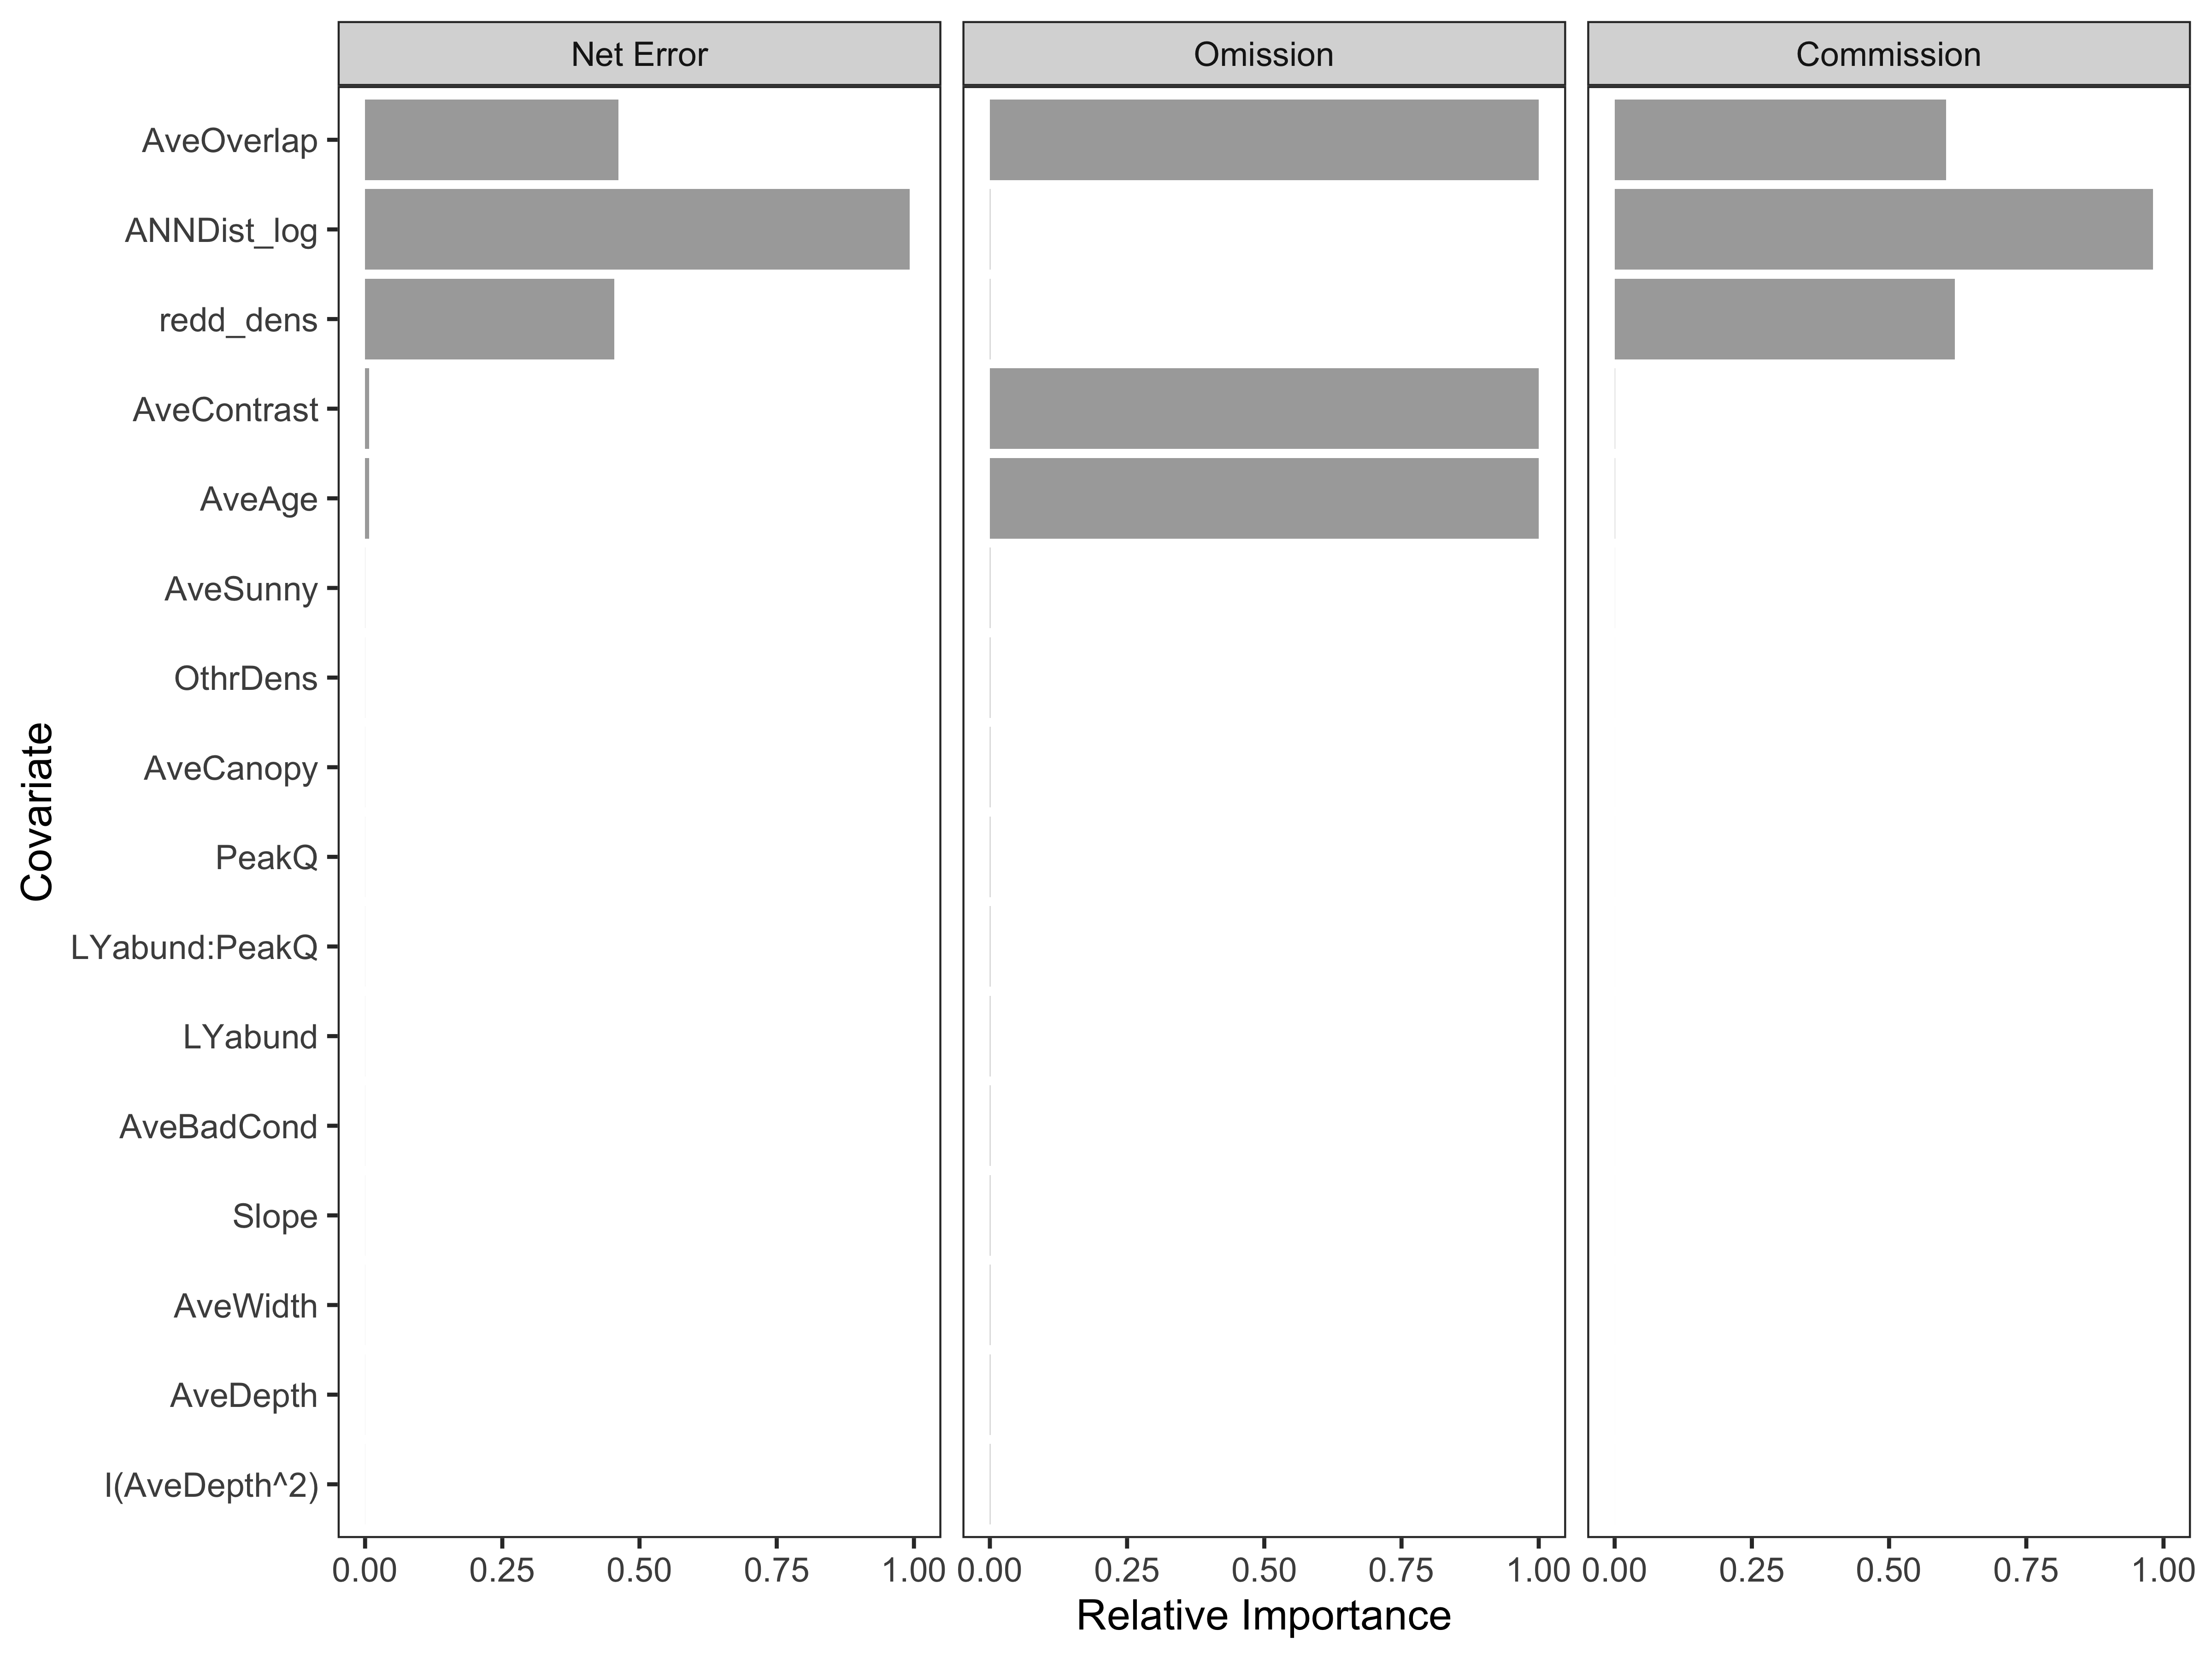 Net Error Omission Commission
Covariate
AveOverlap
ANNDist_log
redd_dens
AveContrast
AveAge
AveSunny
OthrDens
AveCanopy
PeakQ
LYabund:PeakQ
LYabund
AveBadCond
Slope
AveWidth
AveDepth
I(AveDepth^2)
0.00 0.25 0.50 0.75 1.00 0.00 0.25 0.50 0.75 1.00 0.00 0.25 0.50 0.75 1.00
Relative Importance